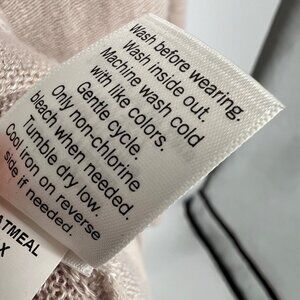 Wash before wearing.
Wash inside out.
Machine wash cold
with like colors.
Gentle cycle.
Only non-chlorine
bleach when needed.
Tumble dry low.
Cool iron on reverse
side if needed.
ATMEAL
X